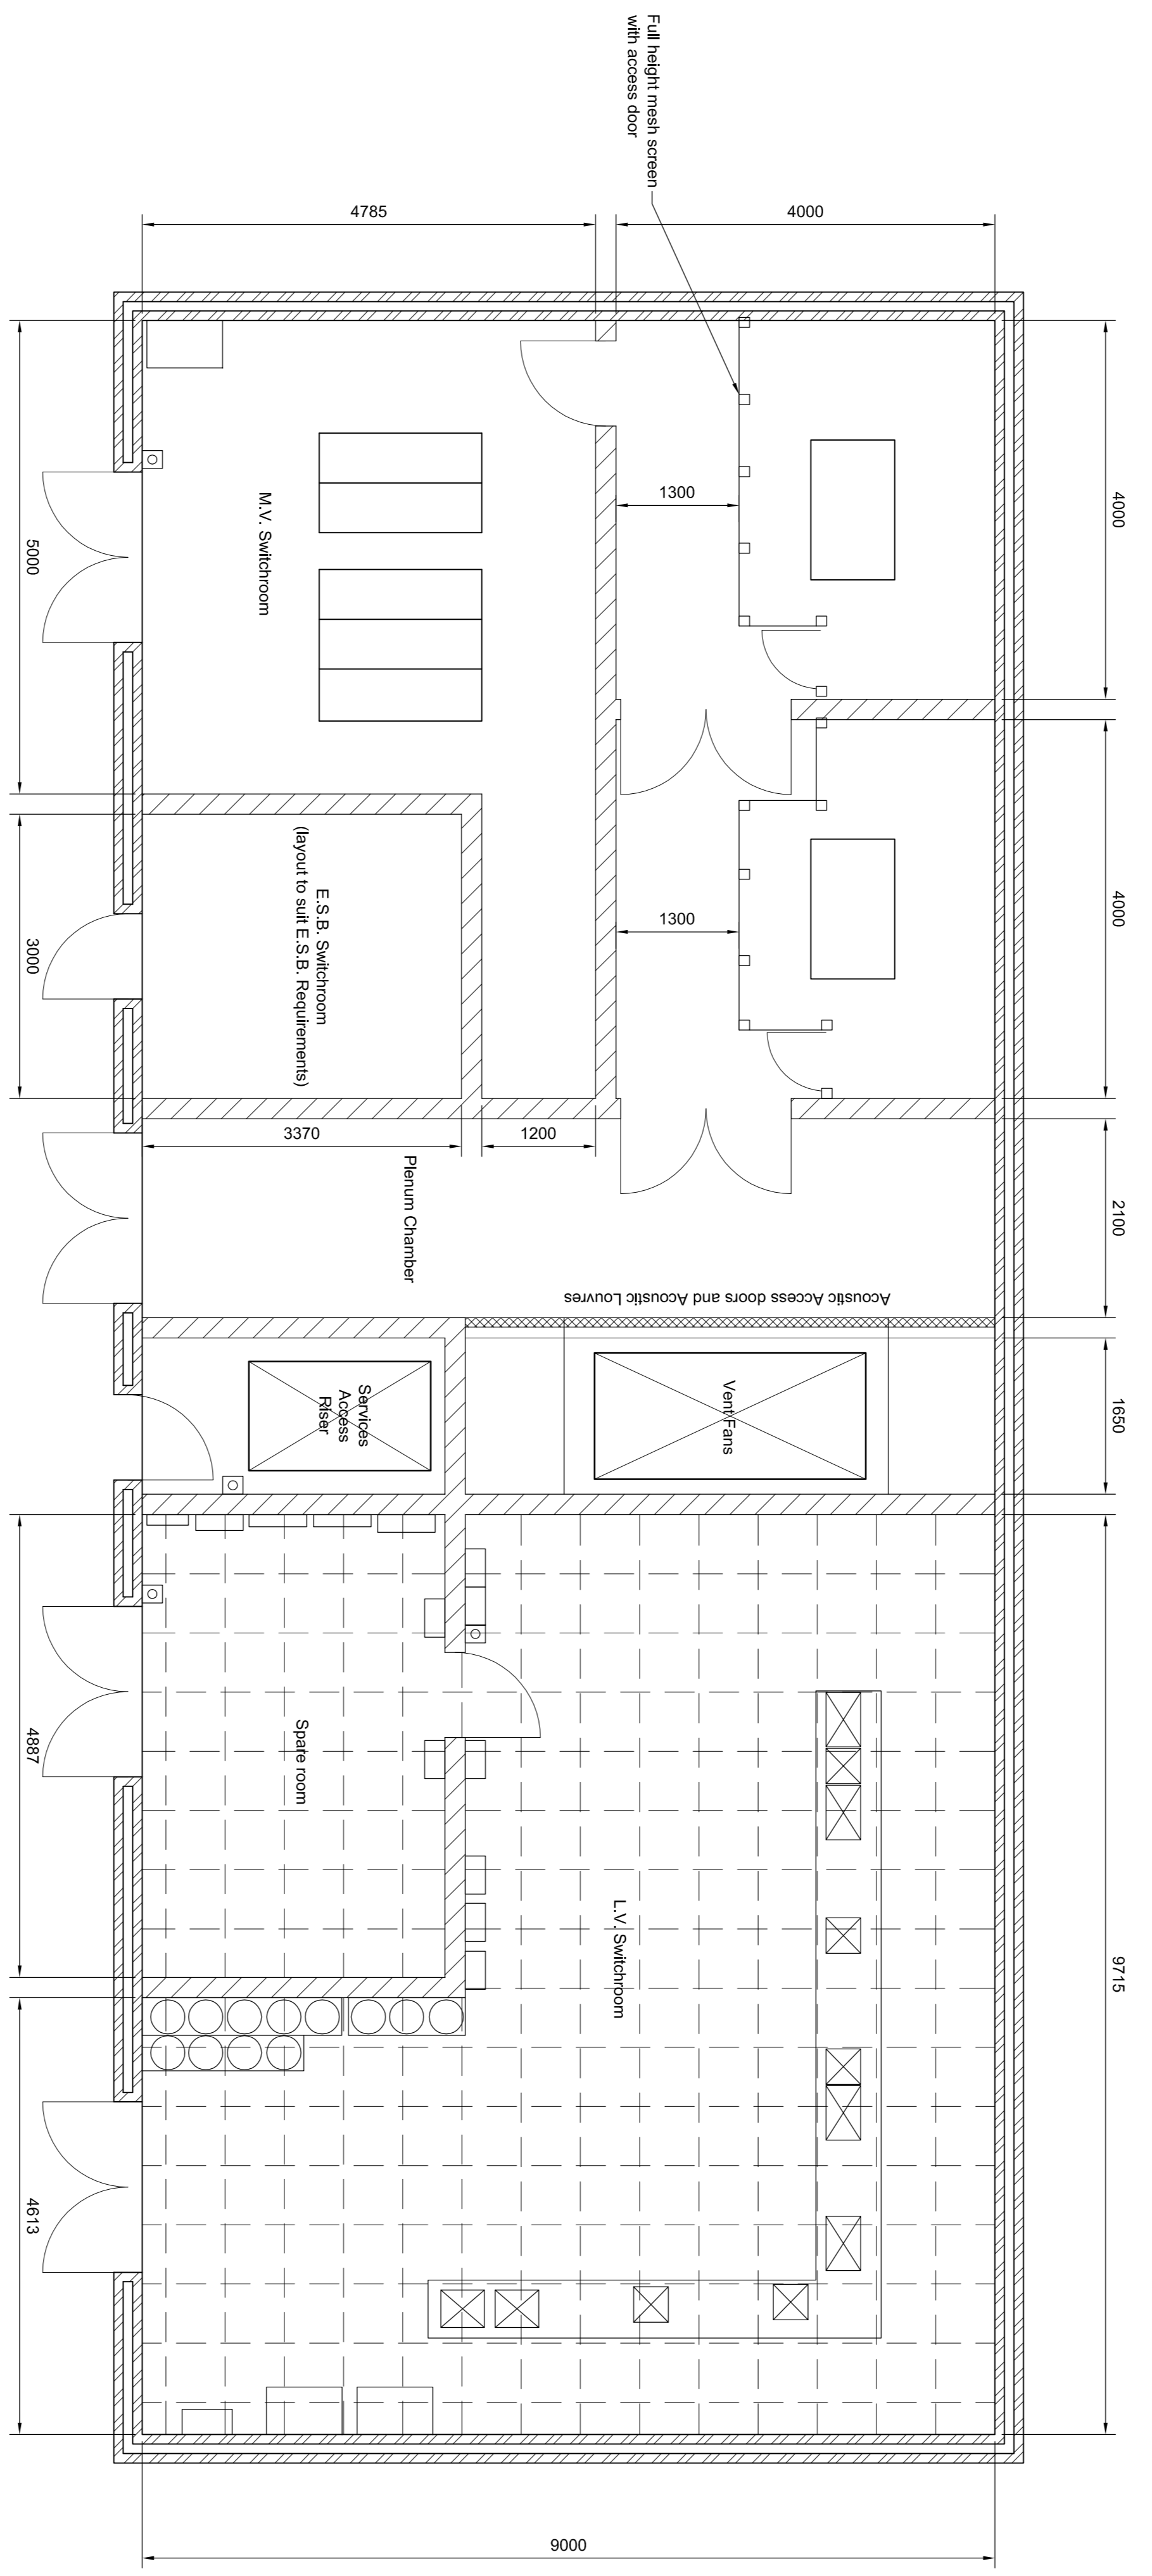 Full height mesh screen
with access door
4785
4000
4000
1300
M.V. Switchroom
5000
4000
1300
E.S.B. Switchroom
(layout to suit E.S.B. Requirements)
3000
3370
1200
2100
Plenum Chamber
Acoustic Access doors and Acoustic Louvres
1650
Vent Fans
Services
Access
Riser
4887
Spare room
L.V. Switchroom
9715
4613
9000